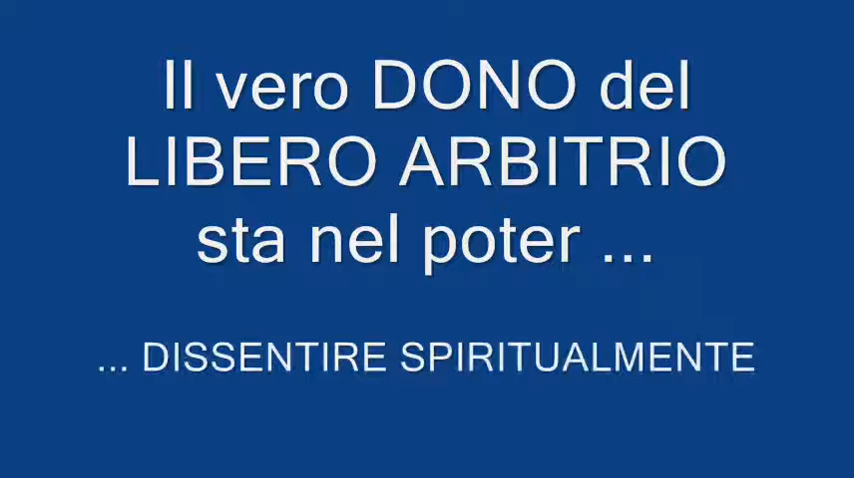 Il vero DONO del
LIBERO ARBITRIO
sta nel poter ...
... DISSENTIRE SPIRITUALMENTE